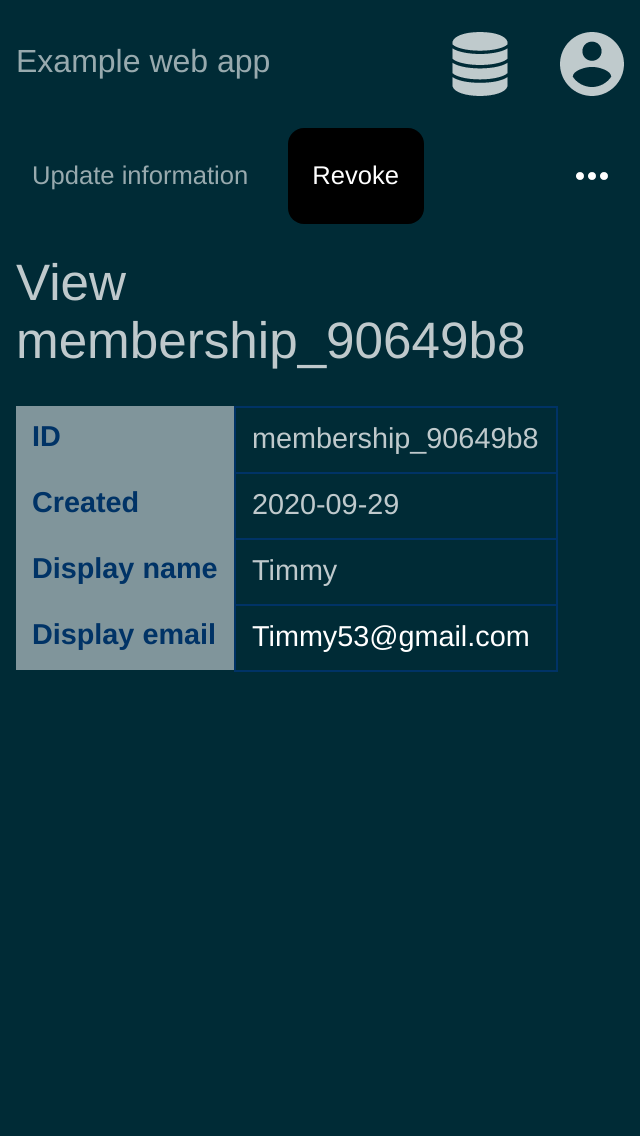 Example web app
Update information
Revoke
View
membership_90649b8
ID membership_90649b8
Created 2020-09-29
Display name Timmy
Display email Timmy53@gmail.com